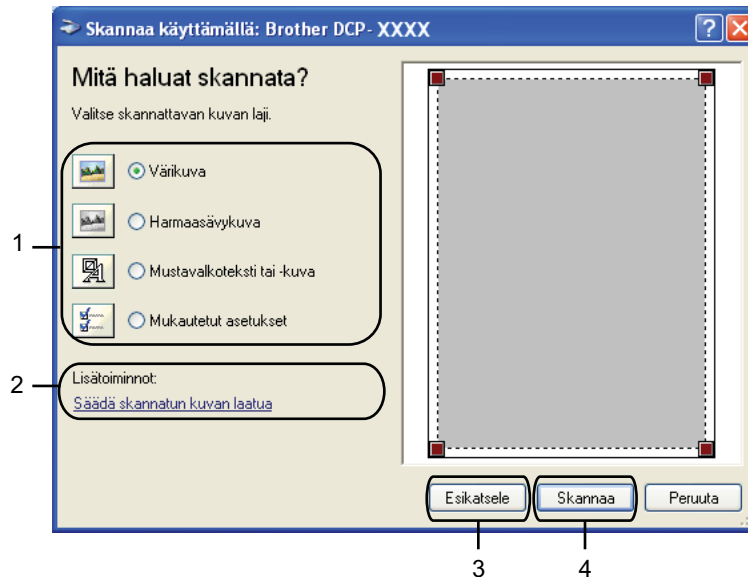 Skannaa käyttämällä: Brother DCP- XXXX
Mitä haluat skannata?
Valitse skannattavan kuvan laji.
1
Värikuva
Harmaasävykuva
Mustavalkoteksti tai -kuva
Mukautetut asetukset
2
Lisätoiminnot:
Säädä skannatun kuvan laatua
Esikatsele
Skannaa
Peruuta
3
4